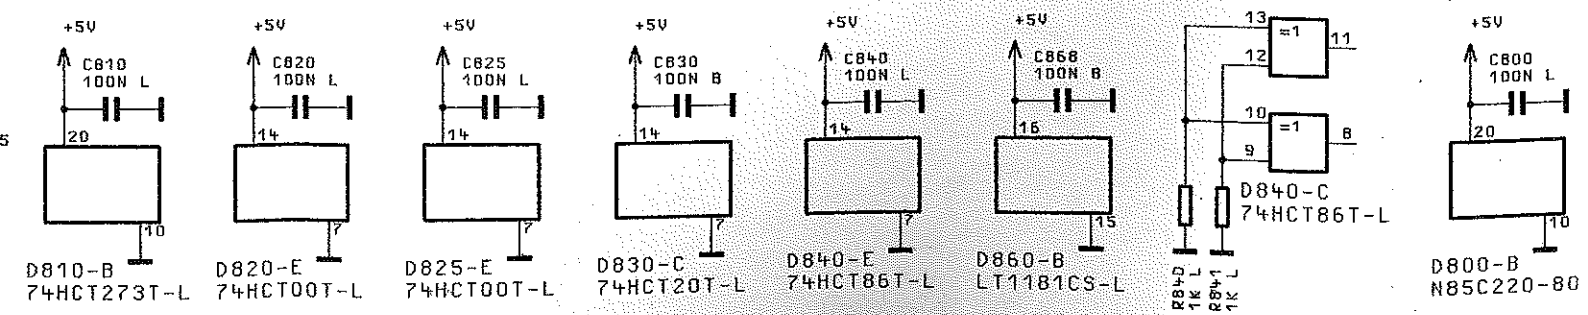 +5V
C810
100N L
20
10
D810-B
74HCT273T-L
+5V
C820
100N L
14
7
D820-E
74HCT00T-L
+5V
C825
100N L
14
7
D825-E
74HCT00T-L
+5V
C830
100N B
14
7
D830-C
74HCT20T-L
+5V
C840
100N L
14
7
D840-E
74HCT86T-L
+5V
C868
100N B
16
15
D860-B
LT1181CS-L
13
=1
11
12
10
=1
8
9
D840-C
74HCT86T-L
R840
1K L
R841
1K L
+5V
C800
100N L
20
10
D800-B
N85C220-80
5